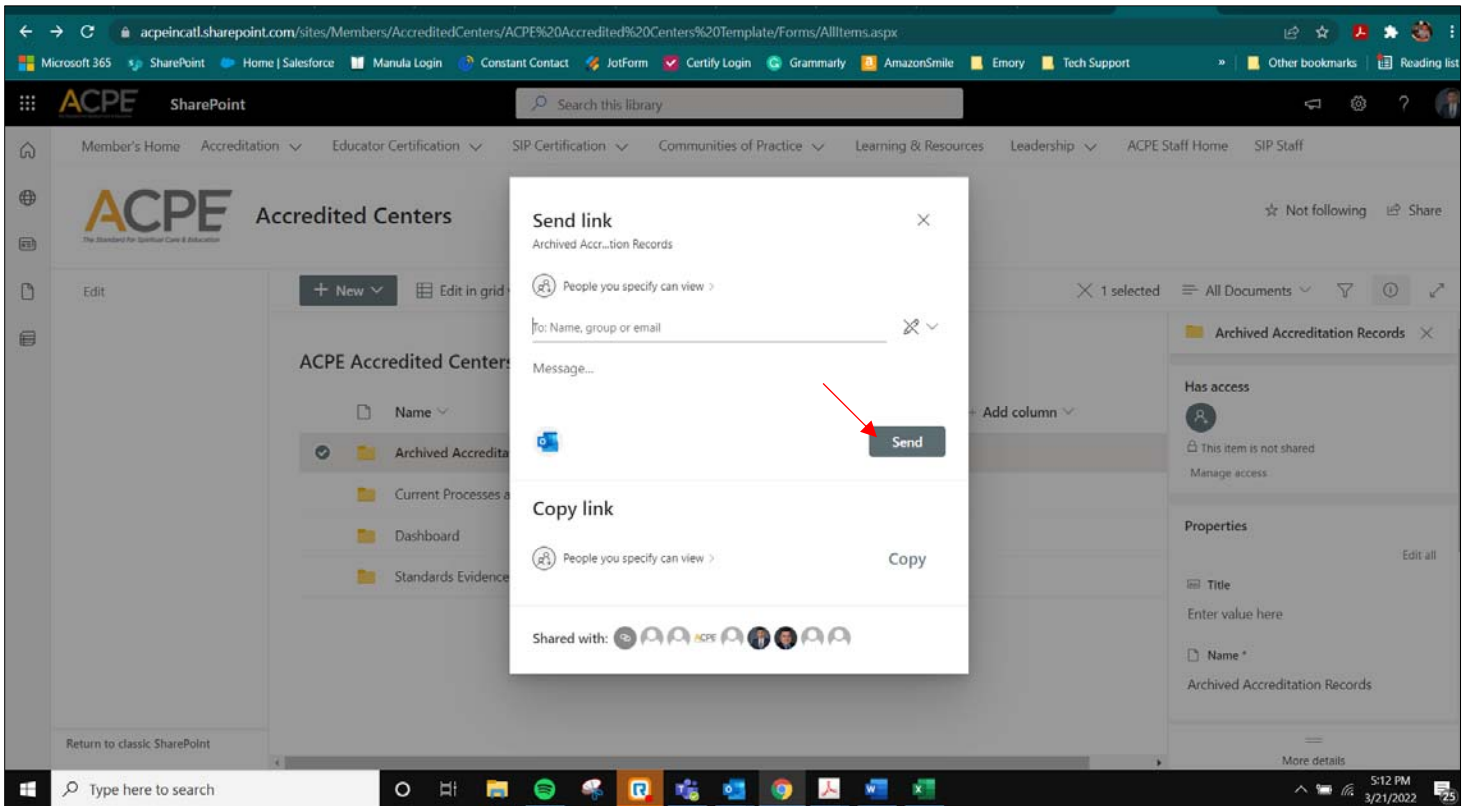 acpeincatl.sharepoint.com/sites/Members/AccreditedCenters/ACPE%20Accredited%20Centers%20Template/Forms/AllItems.aspx
Microsoft 365 SharePoint Home | Salesforce Manula Login Constant Contact JotForm Certify Login Grammarly AmazonSmile Emory Tech Support » Other bookmarks Reading list
ACPE SharePoint Search this library ?
Member's Home Accreditation Educator Certification SIP Certification Communities of Practice Learning & Resources Leadership ACPE Staff Home SIP Staff
ACPE
The Standard for Spiritual Care & Education
Accredited Centers
Not following Share
Edit
+ New Edit in grid 1 selected All Documents
ACPE Accredited Centers
Name + Add column
Archived Accredita
Current Processes a
Dashboard
Standards Evidence
Send link
Archived Accr...tion Records
People you specify can view >
To: Name, group or email
Message...
Send
Copy link
People you specify can view >
Copy
Shared with: ACPE
Archived Accreditation Records
Has access
This item is not shared
Manage access
Properties
Edit all
Title
Enter value here
Name *
Archived Accreditation Records
More details
Return to classic SharePoint
Type here to search
5:12 PM
3/21/2022
25